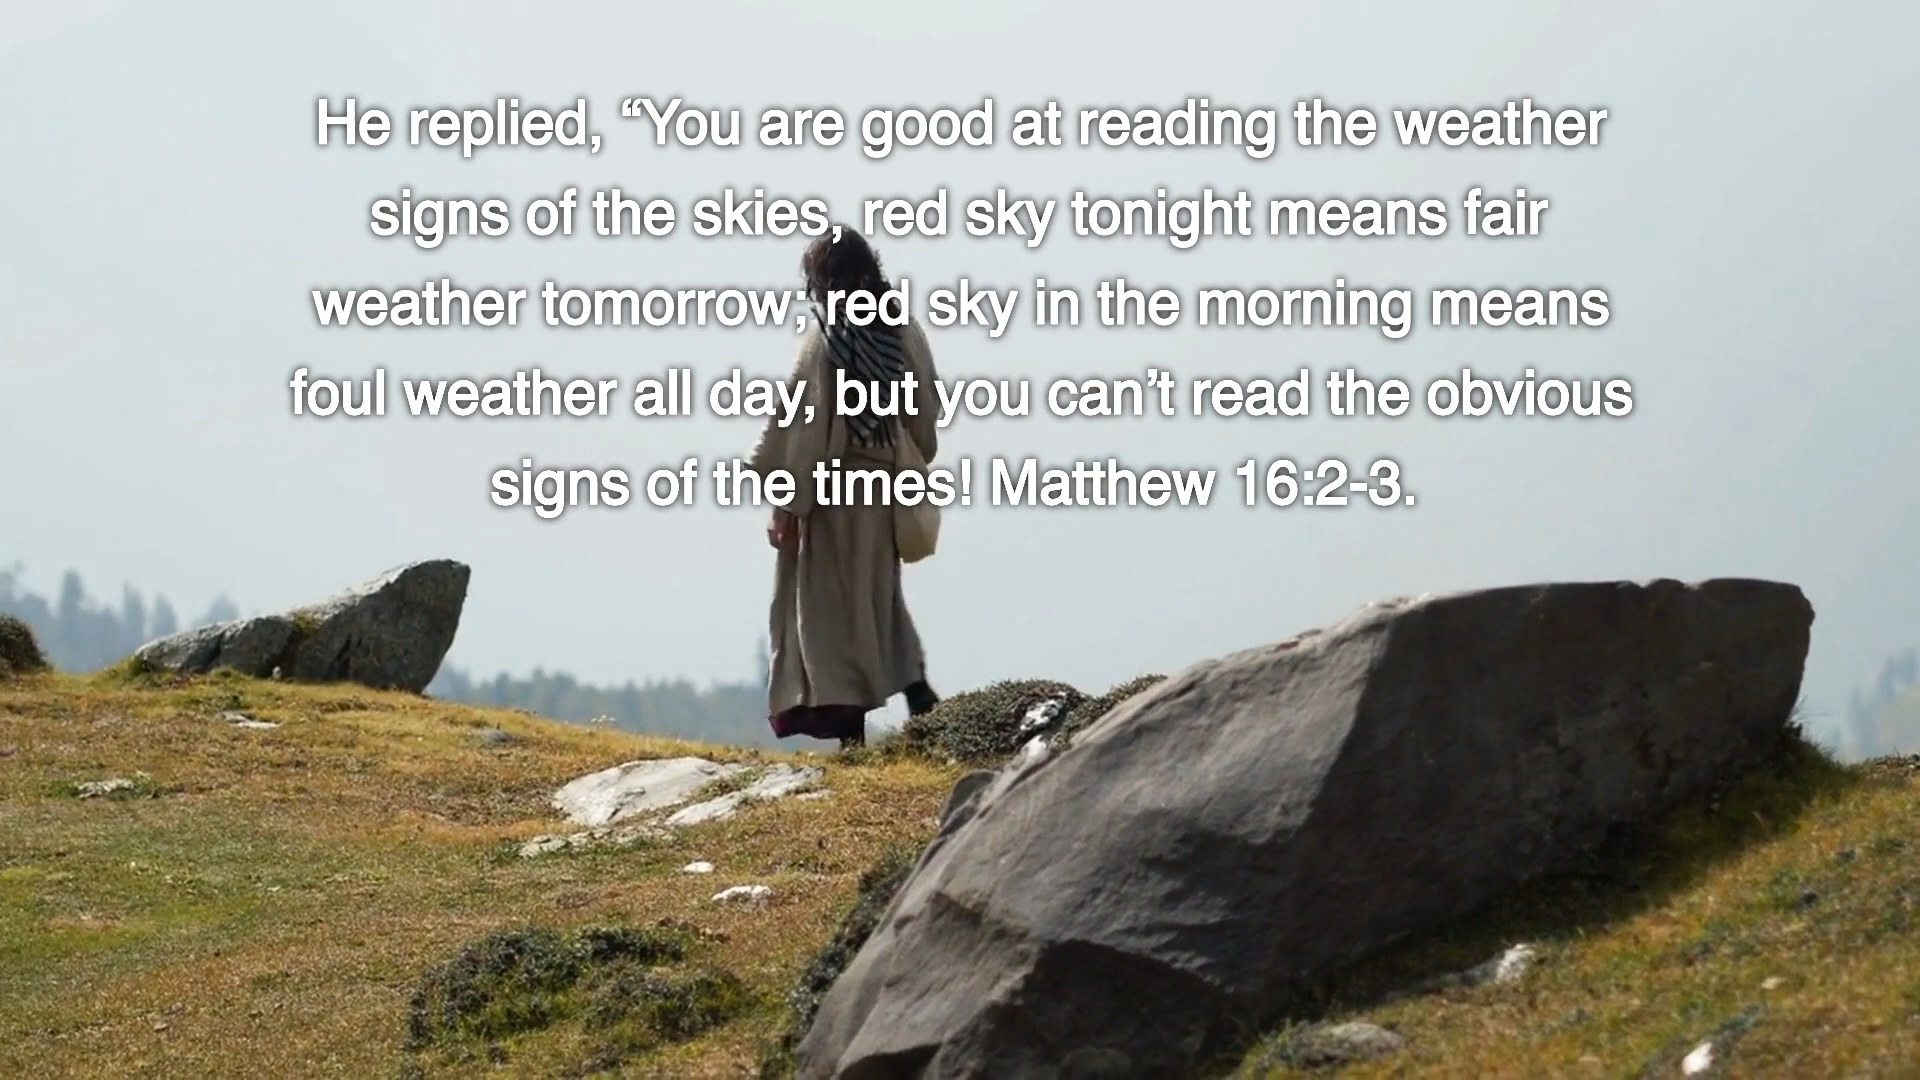 He replied, “You are good at reading the weather
signs of the skies, red sky tonight means fair
weather tomorrow; red sky in the morning means
foul weather all day, but you can’t read the obvious
signs of the times! Matthew 16:2-3.